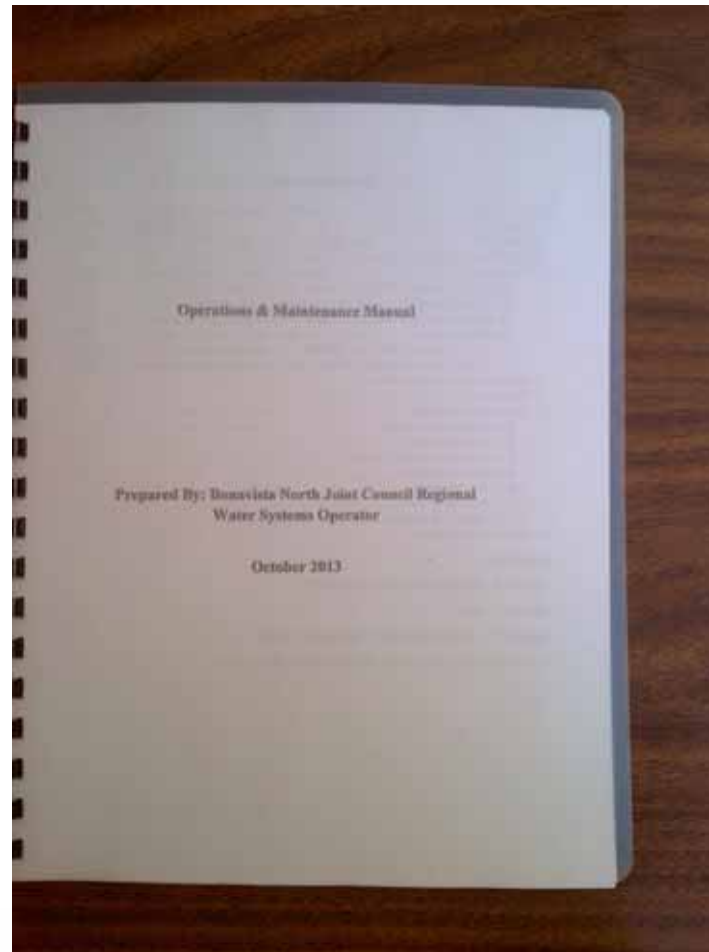 Operations & Maintenance Manual
Prepared By: Bonavista North Joint Council Regional
Water Systems Operator
October 2013